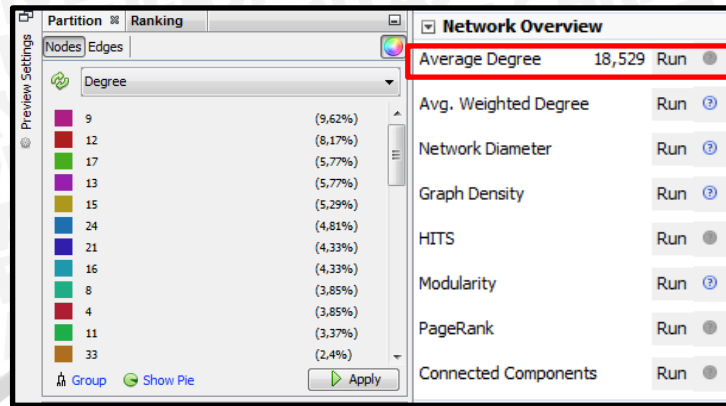 Partition Ranking
Nodes Edges
Preview Settings
Degree
9 (9,62%)
12 (8,17%)
17 (5,77%)
13 (5,77%)
15 (5,29%)
24 (4,81%)
21 (4,33%)
16 (4,33%)
8 (3,85%)
4 (3,85%)
11 (3,37%)
33 (2,4%)
Group Show Pie Apply
Network Overview
Average Degree 18,529 Run
Avg. Weighted Degree Run
Network Diameter Run
Graph Density Run
HITS Run
Modularity Run
PageRank Run
Connected Components Run